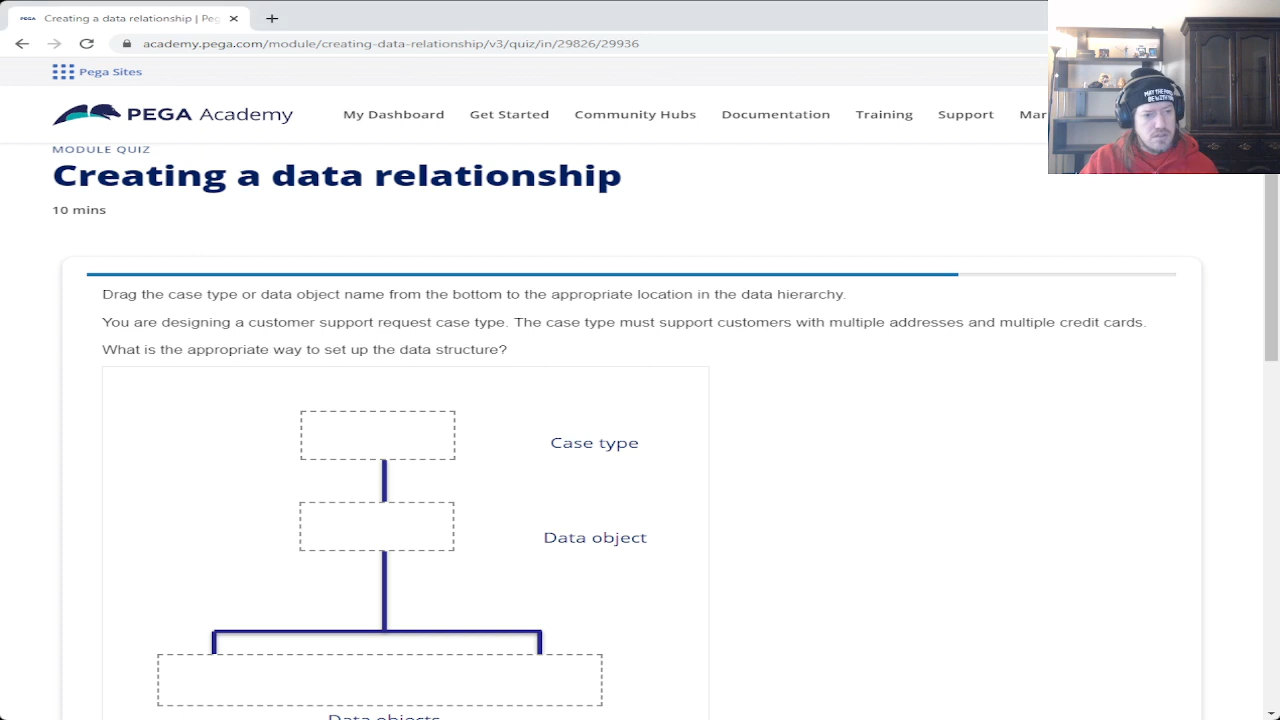 PEGA Creating a data relationship | Peg
academy.pega.com/module/creating-data-relationship/v3/quiz/in/29826/29936
Pega Sites
PEGA Academy My Dashboard Get Started Community Hubs Documentation Training Support Mar
MODULE QUIZ
Creating a data relationship
10 mins
Drag the case type or data object name from the bottom to the appropriate location in the data hierarchy.
You are designing a customer support request case type. The case type must support customers with multiple addresses and multiple credit cards.
What is the appropriate way to set up the data structure?
Case type
Data object
Data objects